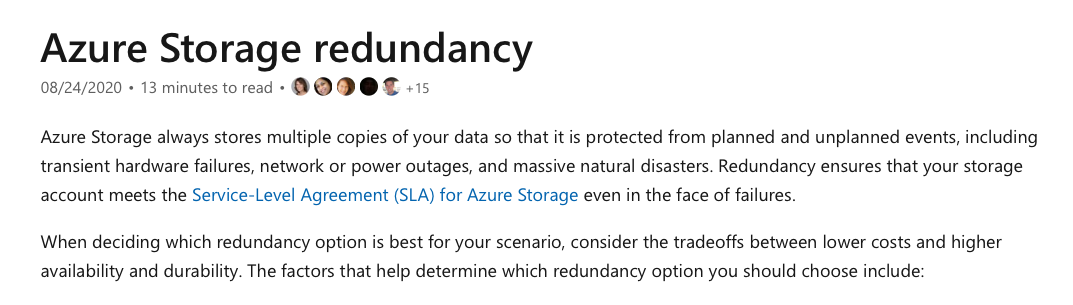 Azure Storage redundancy
08/24/2020 • 13 minutes to read • +15
Azure Storage always stores multiple copies of your data so that it is protected from planned and unplanned events, including
transient hardware failures, network or power outages, and massive natural disasters. Redundancy ensures that your storage
account meets the Service-Level Agreement (SLA) for Azure Storage even in the face of failures.
When deciding which redundancy option is best for your scenario, consider the tradeoffs between lower costs and higher
availability and durability. The factors that help determine which redundancy option you should choose include: